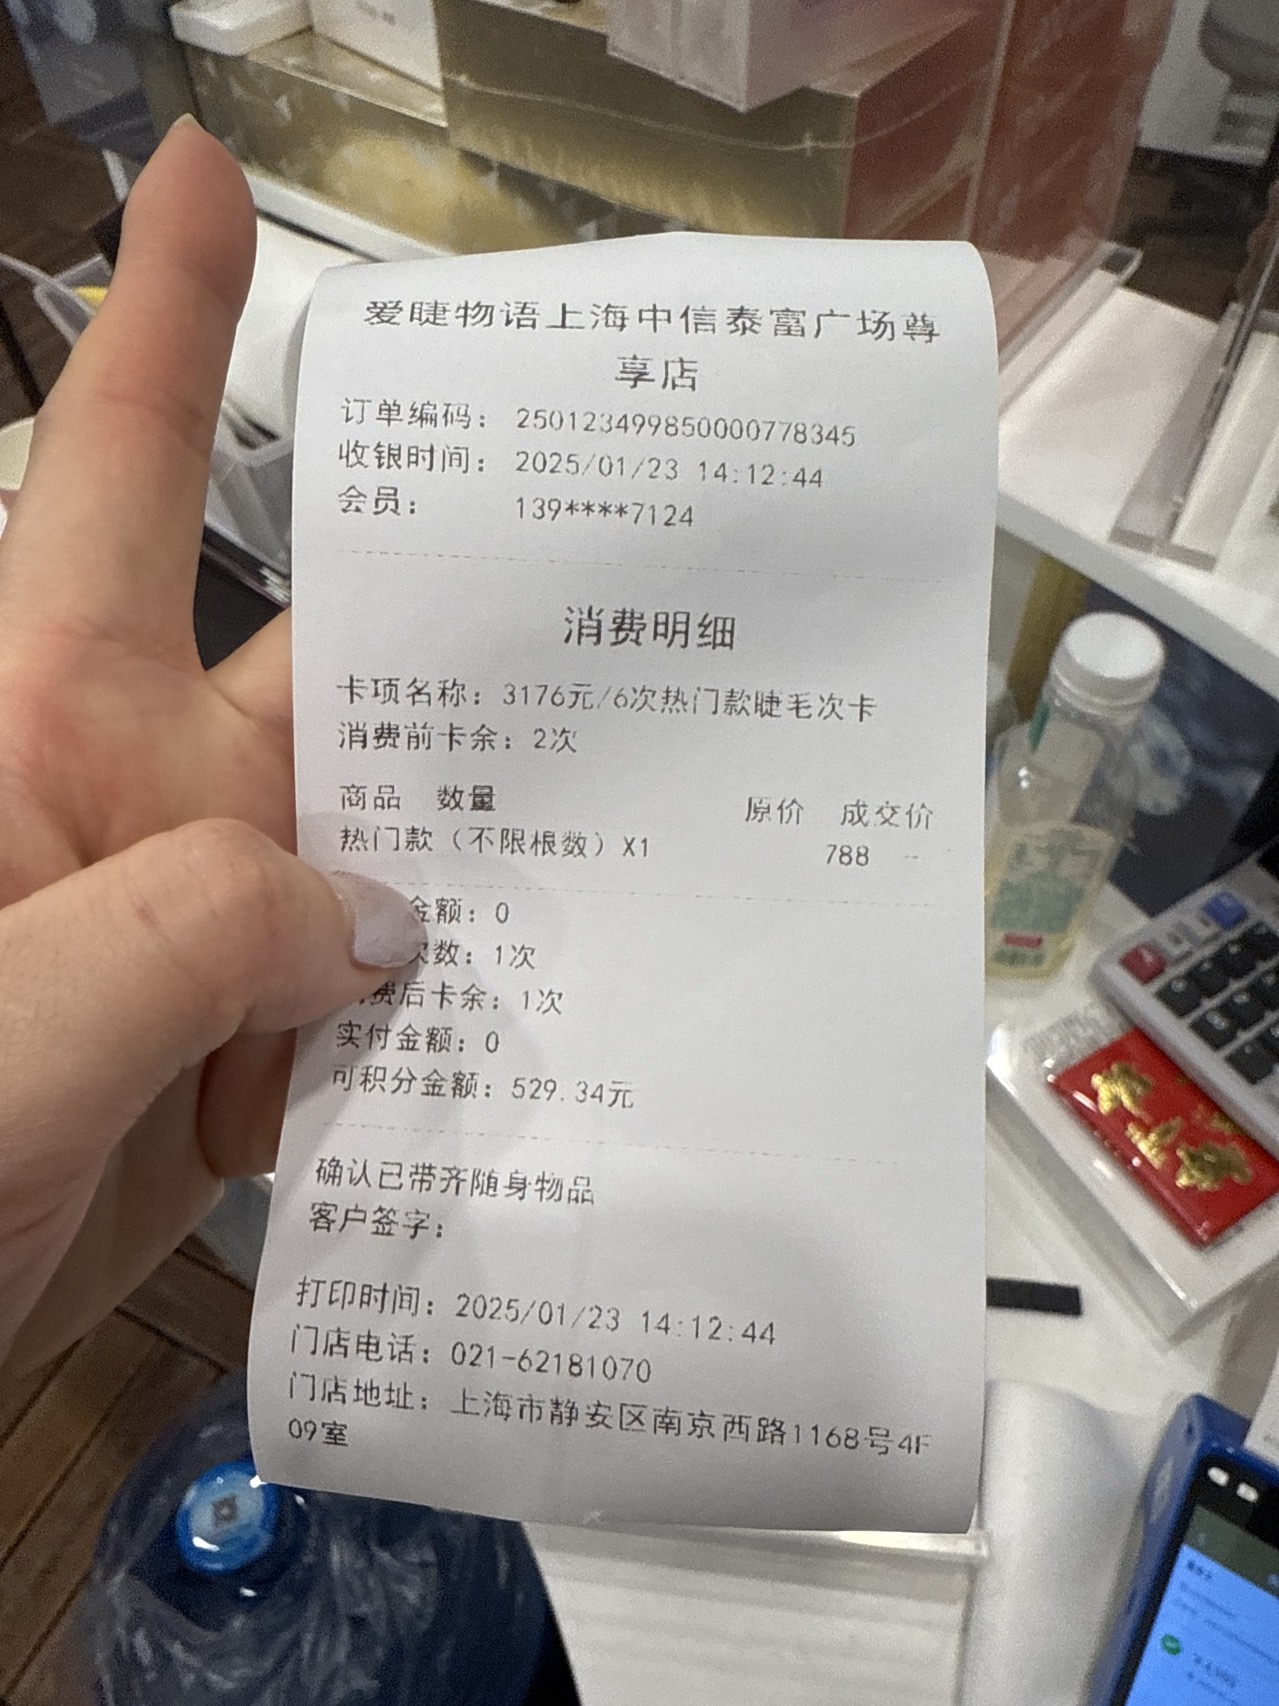 爱睫物语上海中信泰富广场尊
享店
订单编码： 250123499850000778345
收银时间： 2025/01/23 14:12:44
会员： 139****7124
消费明细
卡项名称：3176元/6次热门款睫毛次卡
消费前卡余：2次
商品 数量 原价 成交价
热门款（不限根数）X1 788 --
金额：0
次数：1次
费后卡余：1次
实付金额：0
可积分金额：529.34元
确认已带齐随身物品
客户签字：
打印时间：2025/01/23 14:12:44
门店电话：021-62181070
门店地址：上海市静安区南京西路1168号4F
09室